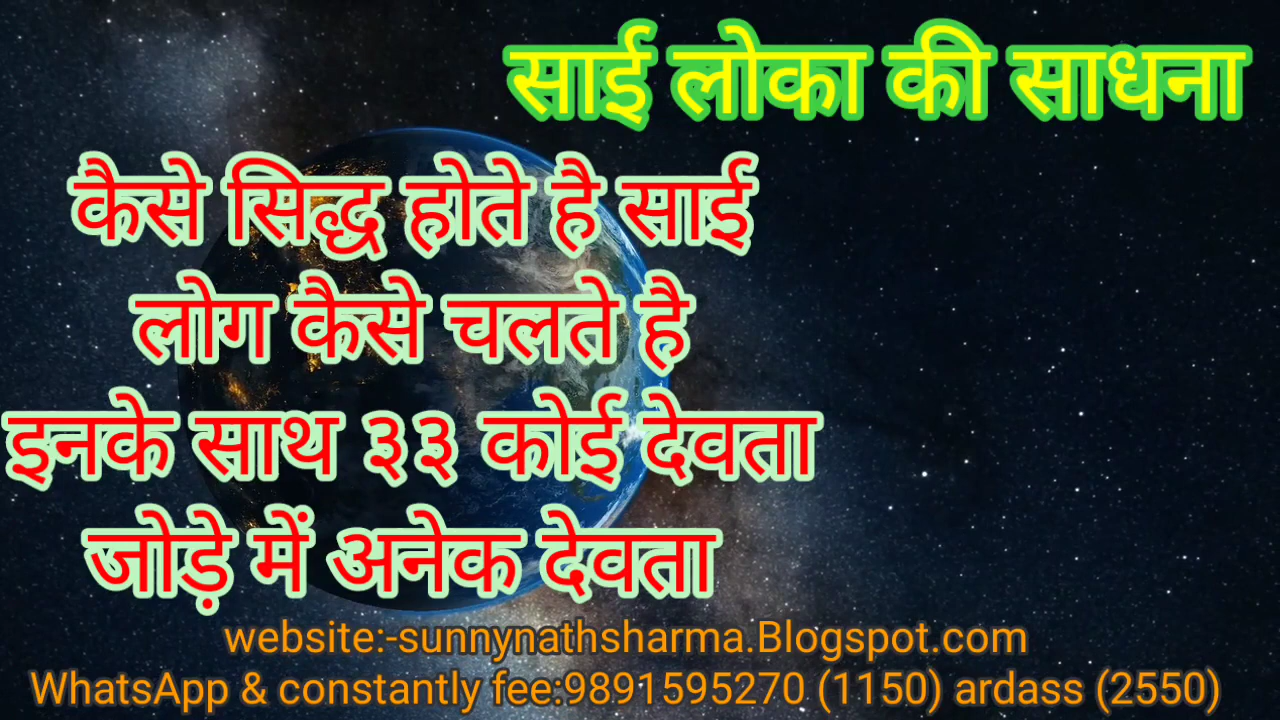 साई लोका की साधना
कैसे सिद्ध होते है साई
लोग कैसे चलते है
इनके साथ ३३ कोई देवता
जोड़े में अनेक देवता
website:-sunnynathsharma.Blogspot.com
WhatsApp & constantly fee:9891595270 (1150) ardass (2550)